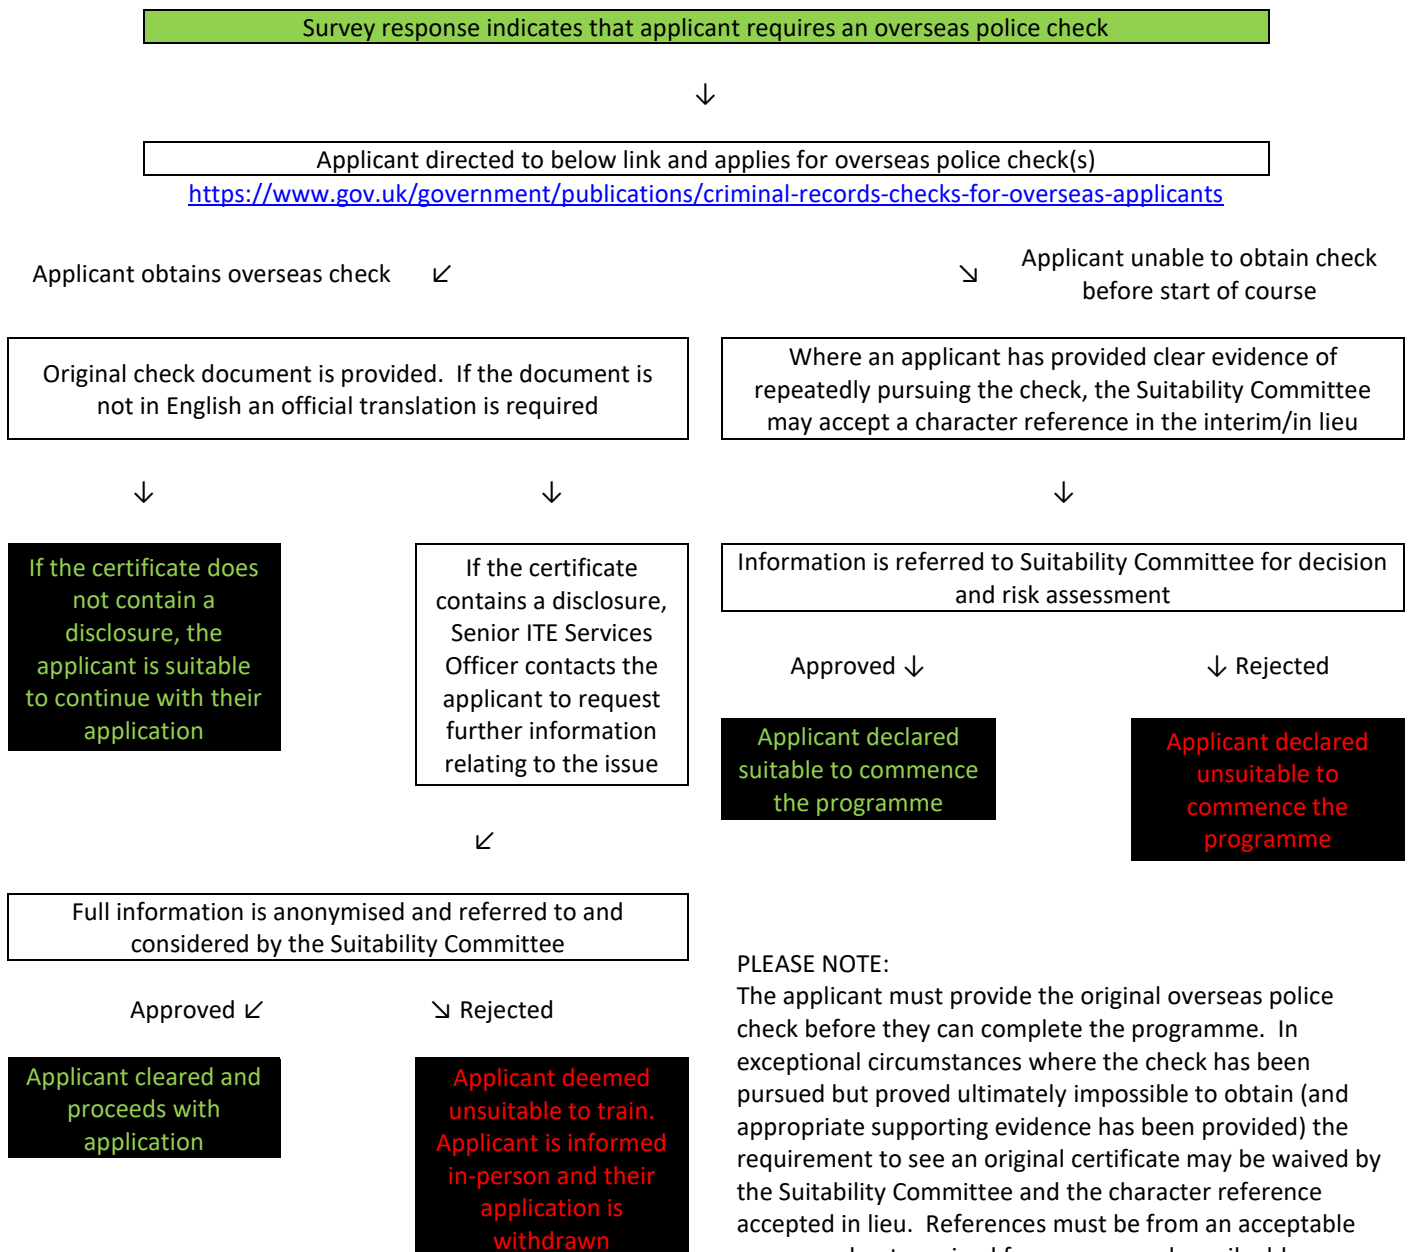 Survey response indicates that applicant requires an overseas police check
↓
Applicant directed to below link and applies for overseas police check(s)
https://www.gov.uk/government/publications/criminal-records-checks-for-overseas-applicants
Applicant obtains overseas check ↙
↘ Applicant unable to obtain check
before start of course
Original check document is provided. If the document is
not in English an official translation is required
Where an applicant has provided clear evidence of
repeatedly pursuing the check, the Suitability Committee
may accept a character reference in the interim/in lieu
↓
↓
↓
If the certificate does
not contain a
disclosure, the
applicant is suitable
to continue with their
application
If the certificate
contains a disclosure,
Senior ITE Services
Officer contacts the
applicant to request
further information
relating to the issue
Information is referred to Suitability Committee for decision
and risk assessment
Approved ↓
↓ Rejected
Applicant declared
suitable to commence
the programme
Applicant declared
unsuitable to
commence the
programme
↙
Full information is anonymised and referred to and
considered by the Suitability Committee
Approved ↙
↘ Rejected
Applicant cleared and
proceeds with
application
Applicant deemed
unsuitable to train.
Applicant is informed
in-person and their
application is
withdrawn
PLEASE NOTE:
The applicant must provide the original overseas police
check before they can complete the programme. In
exceptional circumstances where the check has been
pursued but proved ultimately impossible to obtain (and
appropriate supporting evidence has been provided) the
requirement to see an original certificate may be waived by
the Suitability Committee and the character reference
accepted in lieu. References must be from an acceptable